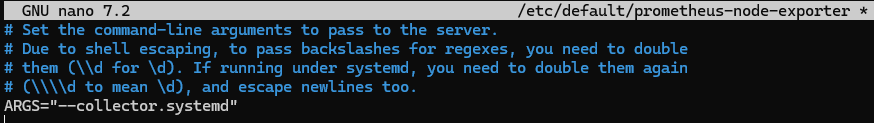 GNU nano 7.2 /etc/default/prometheus-node-exporter *
# Set the command-line arguments to pass to the server.
# Due to shell escaping, to pass backslashes for regexes, you need to double
# them (\\d for \d). If running under systemd, you need to double them again
# (\\\\d to mean \d), and escape newlines too.
ARGS="--collector.systemd"